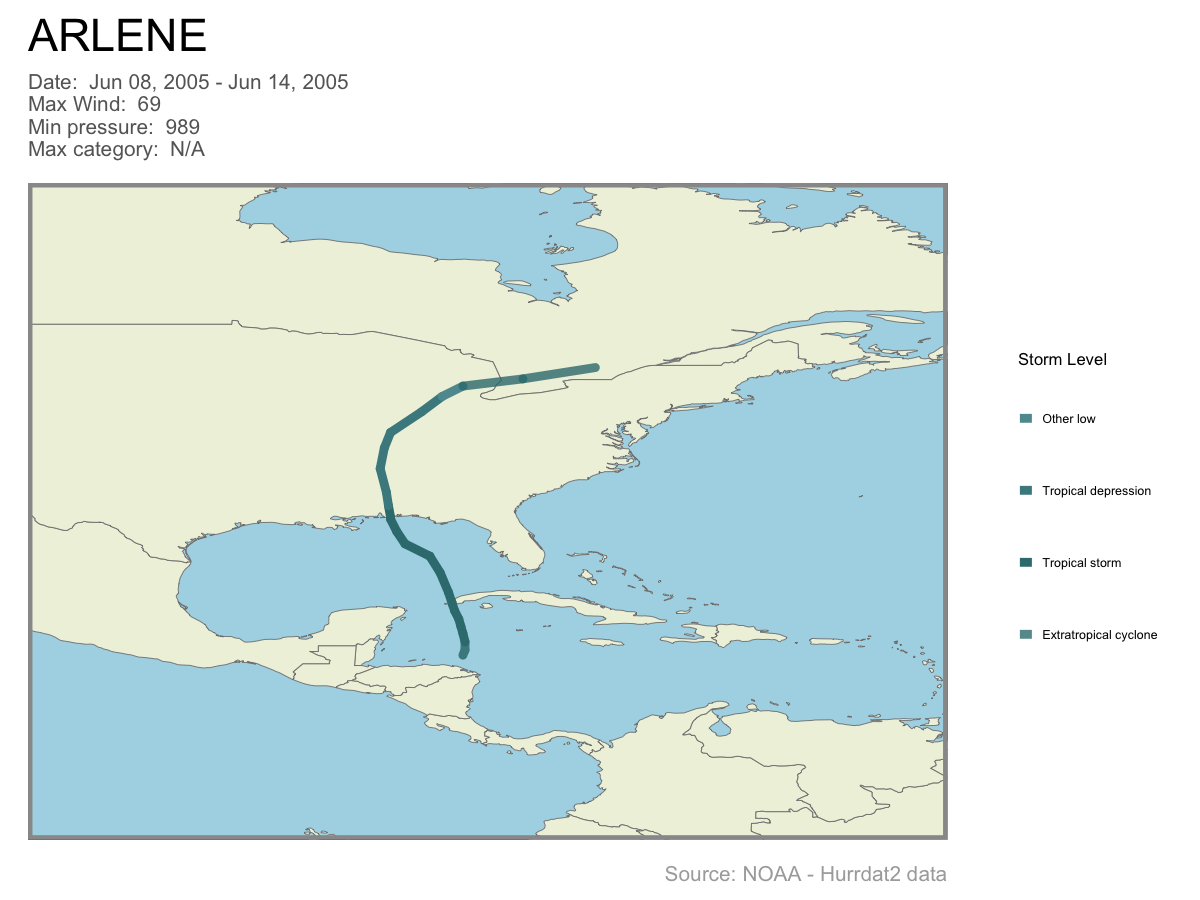 ARLENE
Date:  Jun 08, 2005 - Jun 14, 2005
Max Wind:  69
Min pressure:  989
Max category:  N/A
Storm Level
Other low
Tropical depression
Tropical storm
Extratropical cyclone
Source: NOAA - Hurrdat2 data